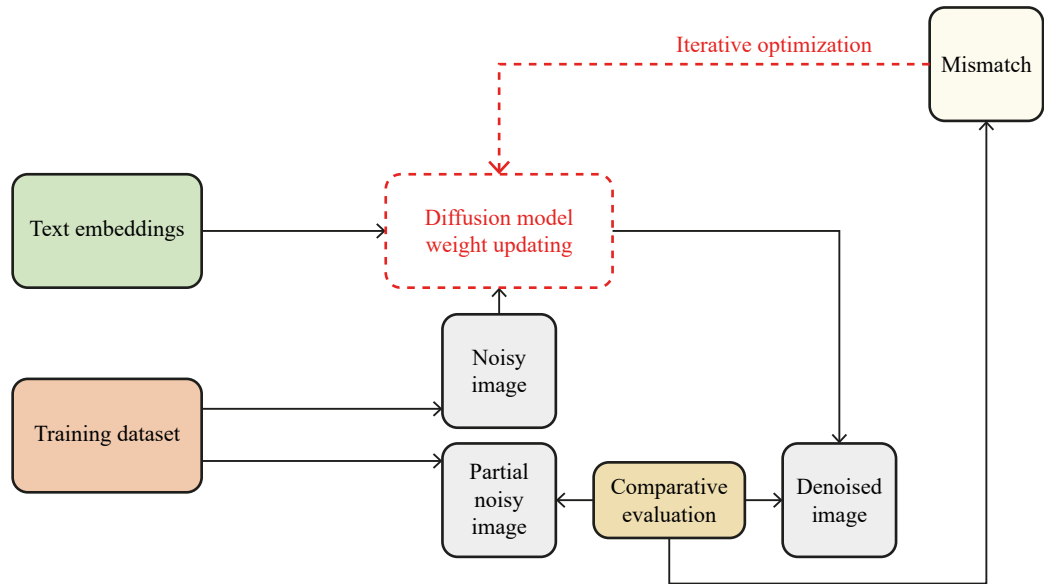 Iterative optimization
Mismatch
Text embeddings
Diffusion model
weight updating
Noisy
image
Training dataset
Partial
noisy
image
Comparative
evaluation
Denoised
image